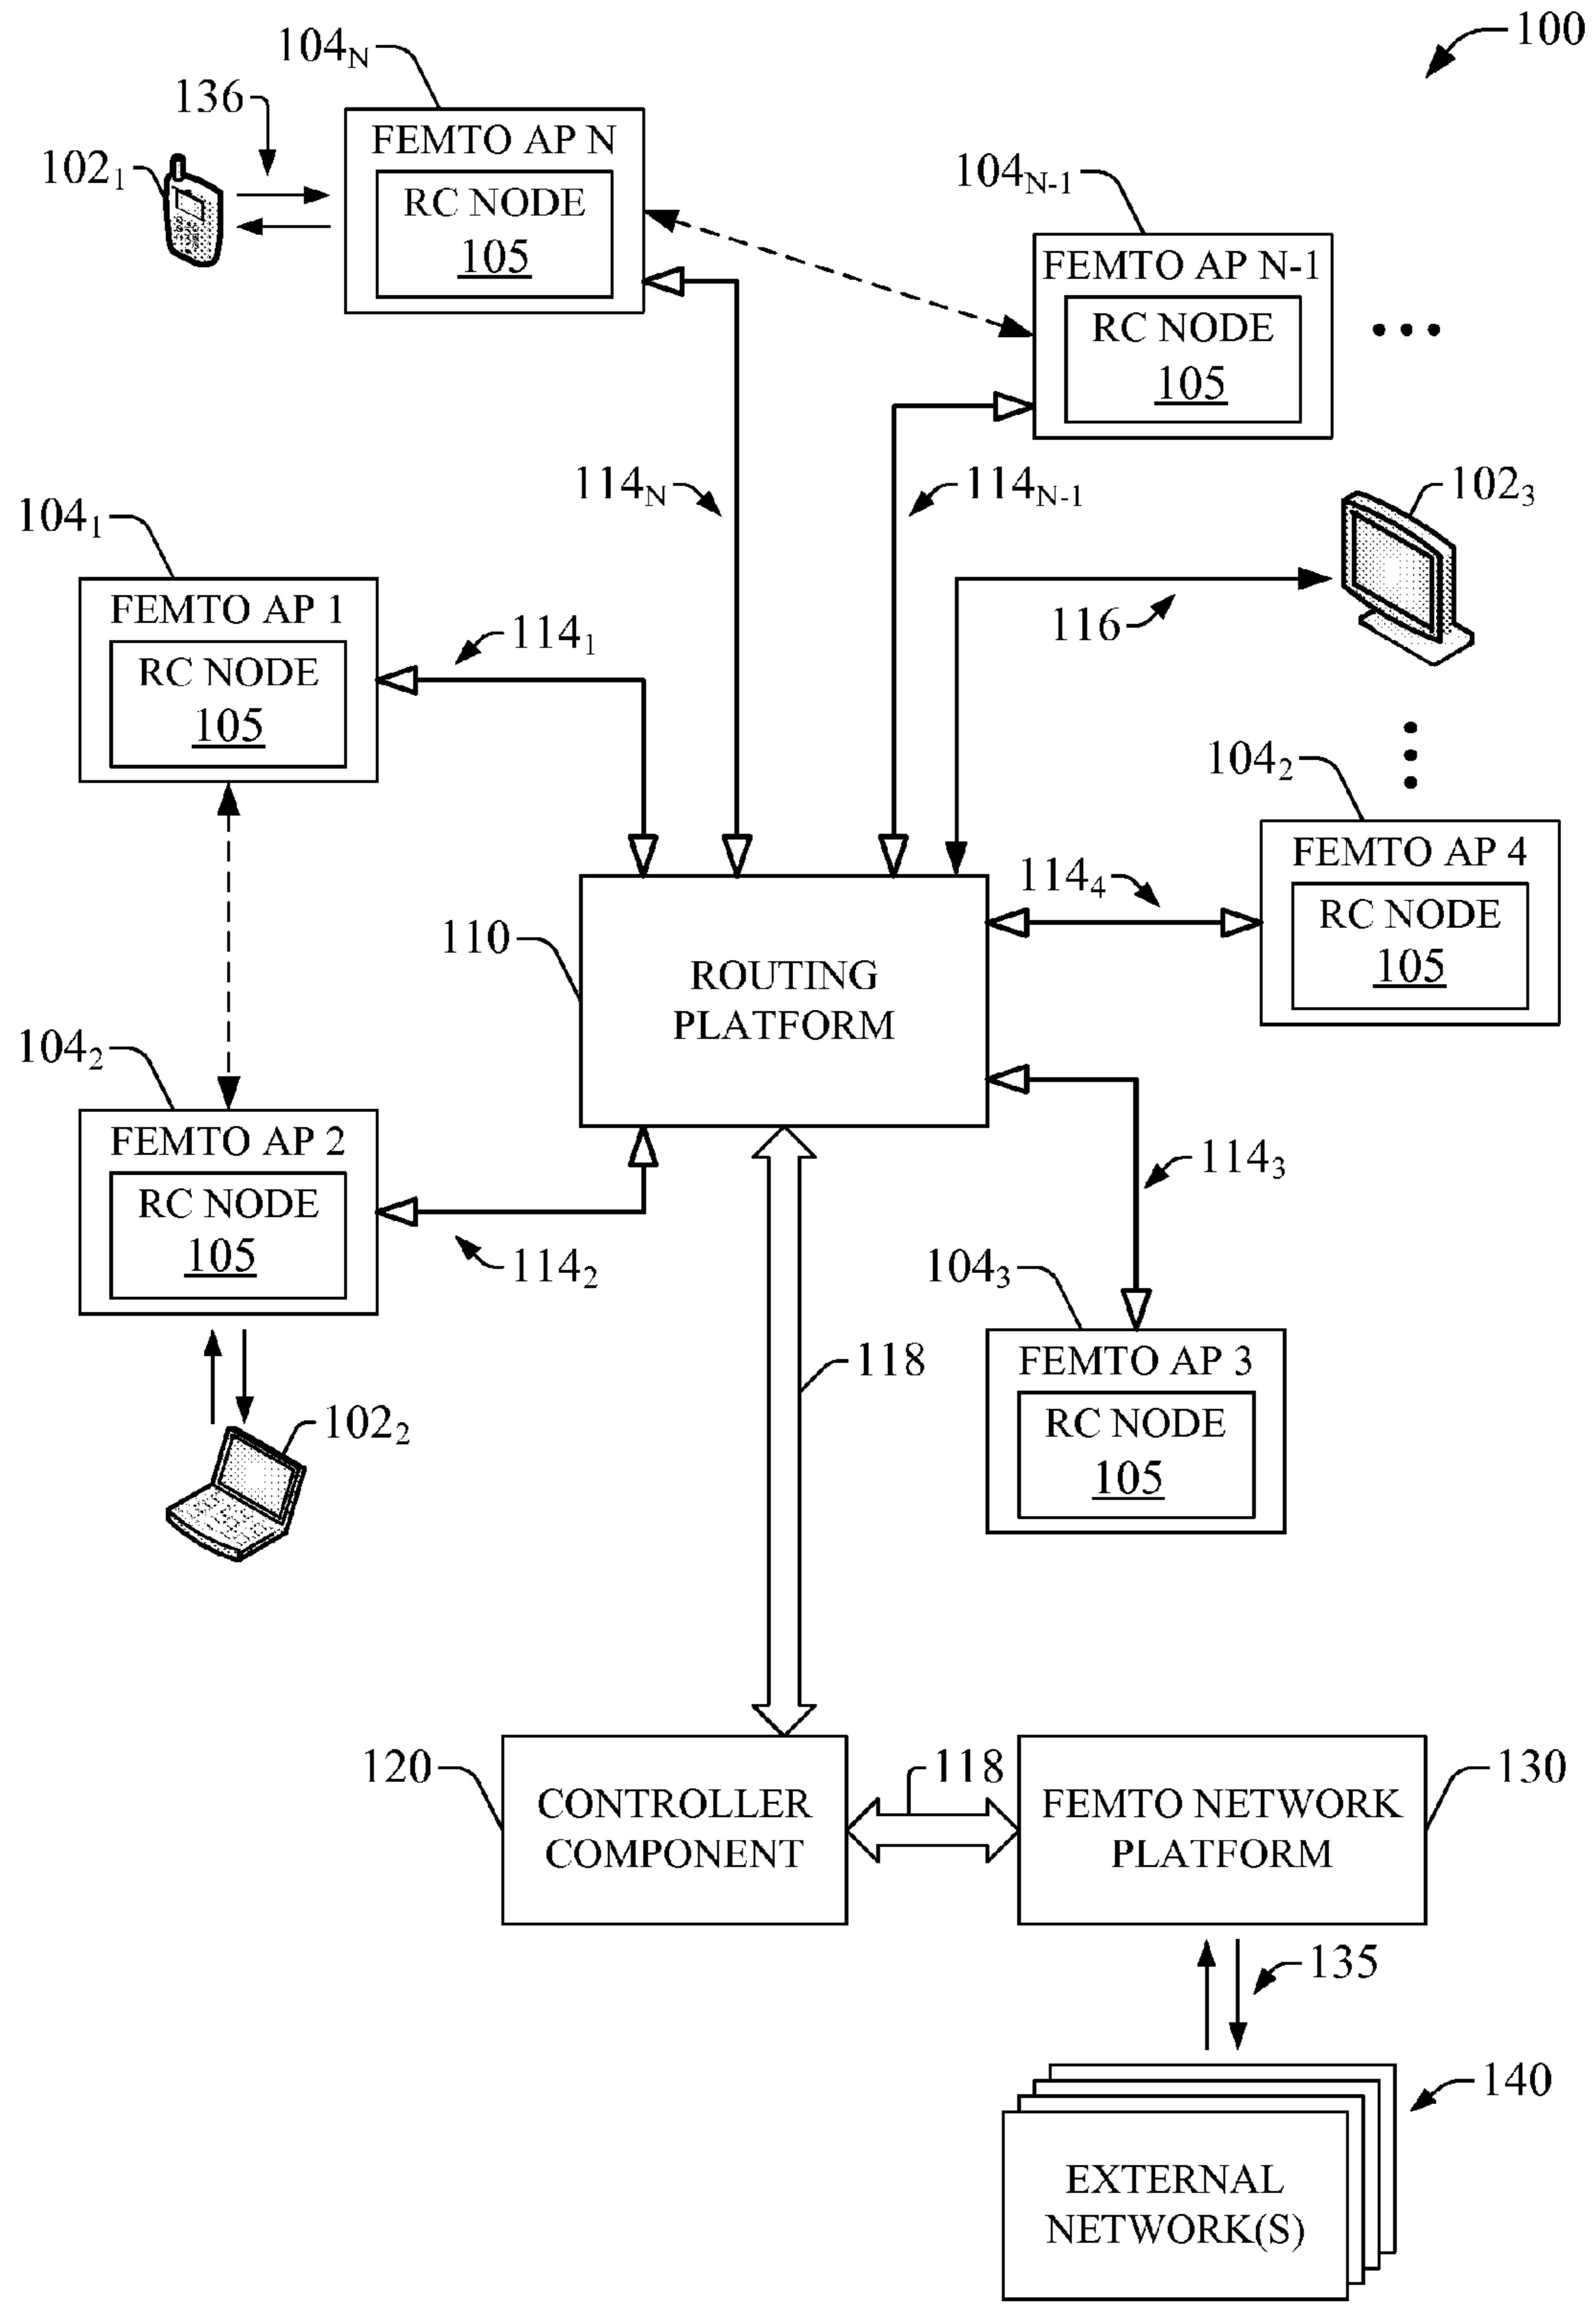 100
104N
136
FEMTO AP N
1021
RC NODE
105
104N-1
FEMTO AP N-1
RC NODE
105
114N
114N-1
1023
1041
FEMTO AP 1
RC NODE
105
1141
116
1042
FEMTO AP 4
RC NODE
105
1144
110
ROUTING
PLATFORM
1042
FEMTO AP 2
RC NODE
105
1142
1143
1043
FEMTO AP 3
RC NODE
105
118
1022
120
CONTROLLER
COMPONENT
118
FEMTO NETWORK
PLATFORM
130
135
140
EXTERNAL
NETWORK(S)